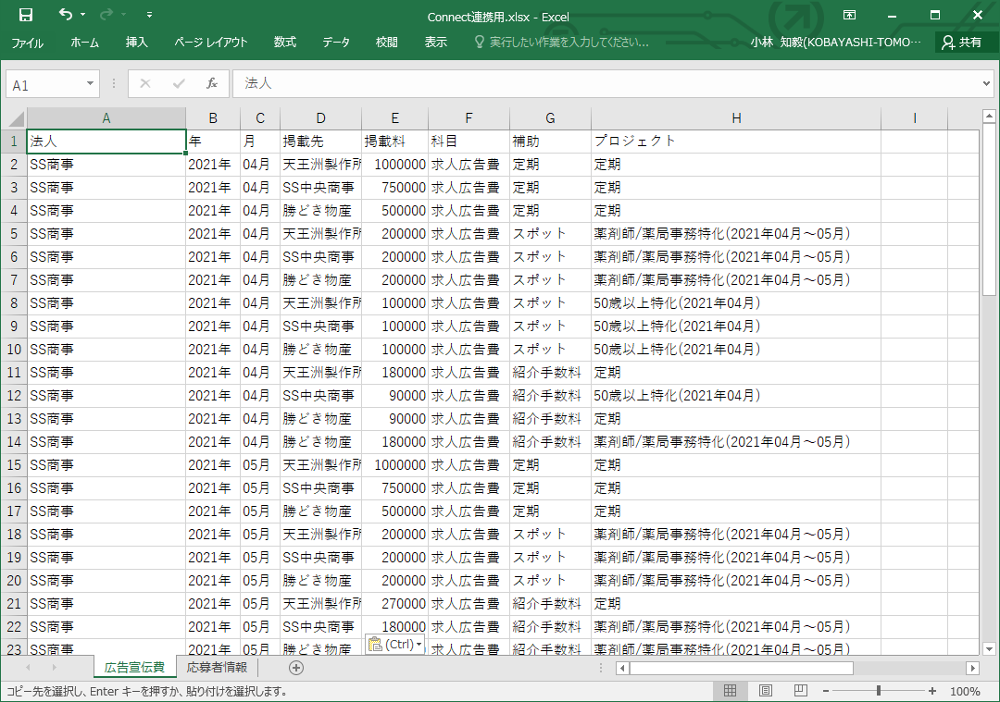 Connect連携用.xlsx - Excel
ファイル ホーム 挿入 ページ レイアウト 数式 データ 校閲 表示 実行したい作業を入力してください... 小林 知毅(KOBAYASHI-TOMO… 共有
A1 fx 法人
A B C D E F G H I
1 法人 年 月 掲載先 掲載料 科目 補助 プロジェクト
2 SS商事 2021年 04月 天王洲製作所 1000000 求人広告費 定期 定期
3 SS商事 2021年 04月 SS中央商事 750000 求人広告費 定期 定期
4 SS商事 2021年 04月 勝どき物産 500000 求人広告費 定期 定期
5 SS商事 2021年 04月 天王洲製作所 200000 求人広告費 スポット 薬剤師/薬局事務特化(2021年04月～05月)
6 SS商事 2021年 04月 SS中央商事 200000 求人広告費 スポット 薬剤師/薬局事務特化(2021年04月～05月)
7 SS商事 2021年 04月 勝どき物産 200000 求人広告費 スポット 薬剤師/薬局事務特化(2021年04月～05月)
8 SS商事 2021年 04月 天王洲製作所 100000 求人広告費 スポット 50歳以上特化(2021年04月)
9 SS商事 2021年 04月 SS中央商事 100000 求人広告費 スポット 50歳以上特化(2021年04月)
10 SS商事 2021年 04月 勝どき物産 100000 求人広告費 スポット 50歳以上特化(2021年04月)
11 SS商事 2021年 04月 天王洲製作所 180000 求人広告費 紹介手数料 定期
12 SS商事 2021年 04月 SS中央商事 90000 求人広告費 紹介手数料 50歳以上特化(2021年04月)
13 SS商事 2021年 04月 勝どき物産 90000 求人広告費 紹介手数料 定期
14 SS商事 2021年 04月 勝どき物産 180000 求人広告費 紹介手数料 薬剤師/薬局事務特化(2021年04月～05月)
15 SS商事 2021年 05月 天王洲製作所 1000000 求人広告費 定期 定期
16 SS商事 2021年 05月 SS中央商事 750000 求人広告費 定期 定期
17 SS商事 2021年 05月 勝どき物産 500000 求人広告費 定期 定期
18 SS商事 2021年 05月 天王洲製作所 200000 求人広告費 スポット 薬剤師/薬局事務特化(2021年04月～05月)
19 SS商事 2021年 05月 SS中央商事 200000 求人広告費 スポット 薬剤師/薬局事務特化(2021年04月～05月)
20 SS商事 2021年 05月 勝どき物産 200000 求人広告費 スポット 薬剤師/薬局事務特化(2021年04月～05月)
21 SS商事 2021年 05月 天王洲製作所 270000 求人広告費 紹介手数料 定期
22 SS商事 2021年 05月 SS中央商事 180000 求人広告費 紹介手数料 薬剤師/薬局事務特化(2021年04月～05月)
23 SS商事 2021年 05月 勝どき物産 (Ctrl) 求人広告費 紹介手数料 薬剤師/薬局事務特化(2021年04月～05月)
広告宣伝費 応募者情報
コピー先を選択し、Enter キーを押すか、貼り付けを選択します。 100%